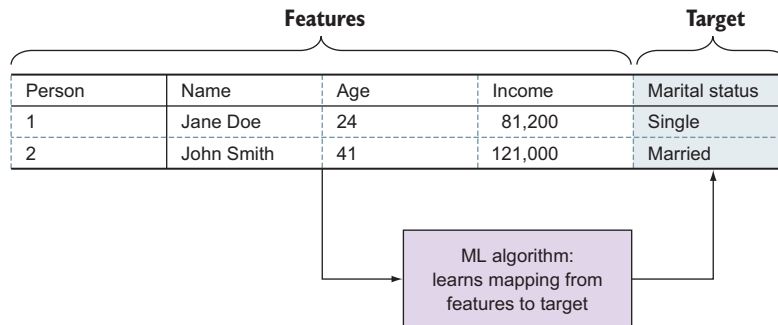 Features Target
Person Name Age Income Marital status
1 Jane Doe 24 81,200 Single
2 John Smith 41 121,000 Married
ML algorithm:
learns mapping from
features to target